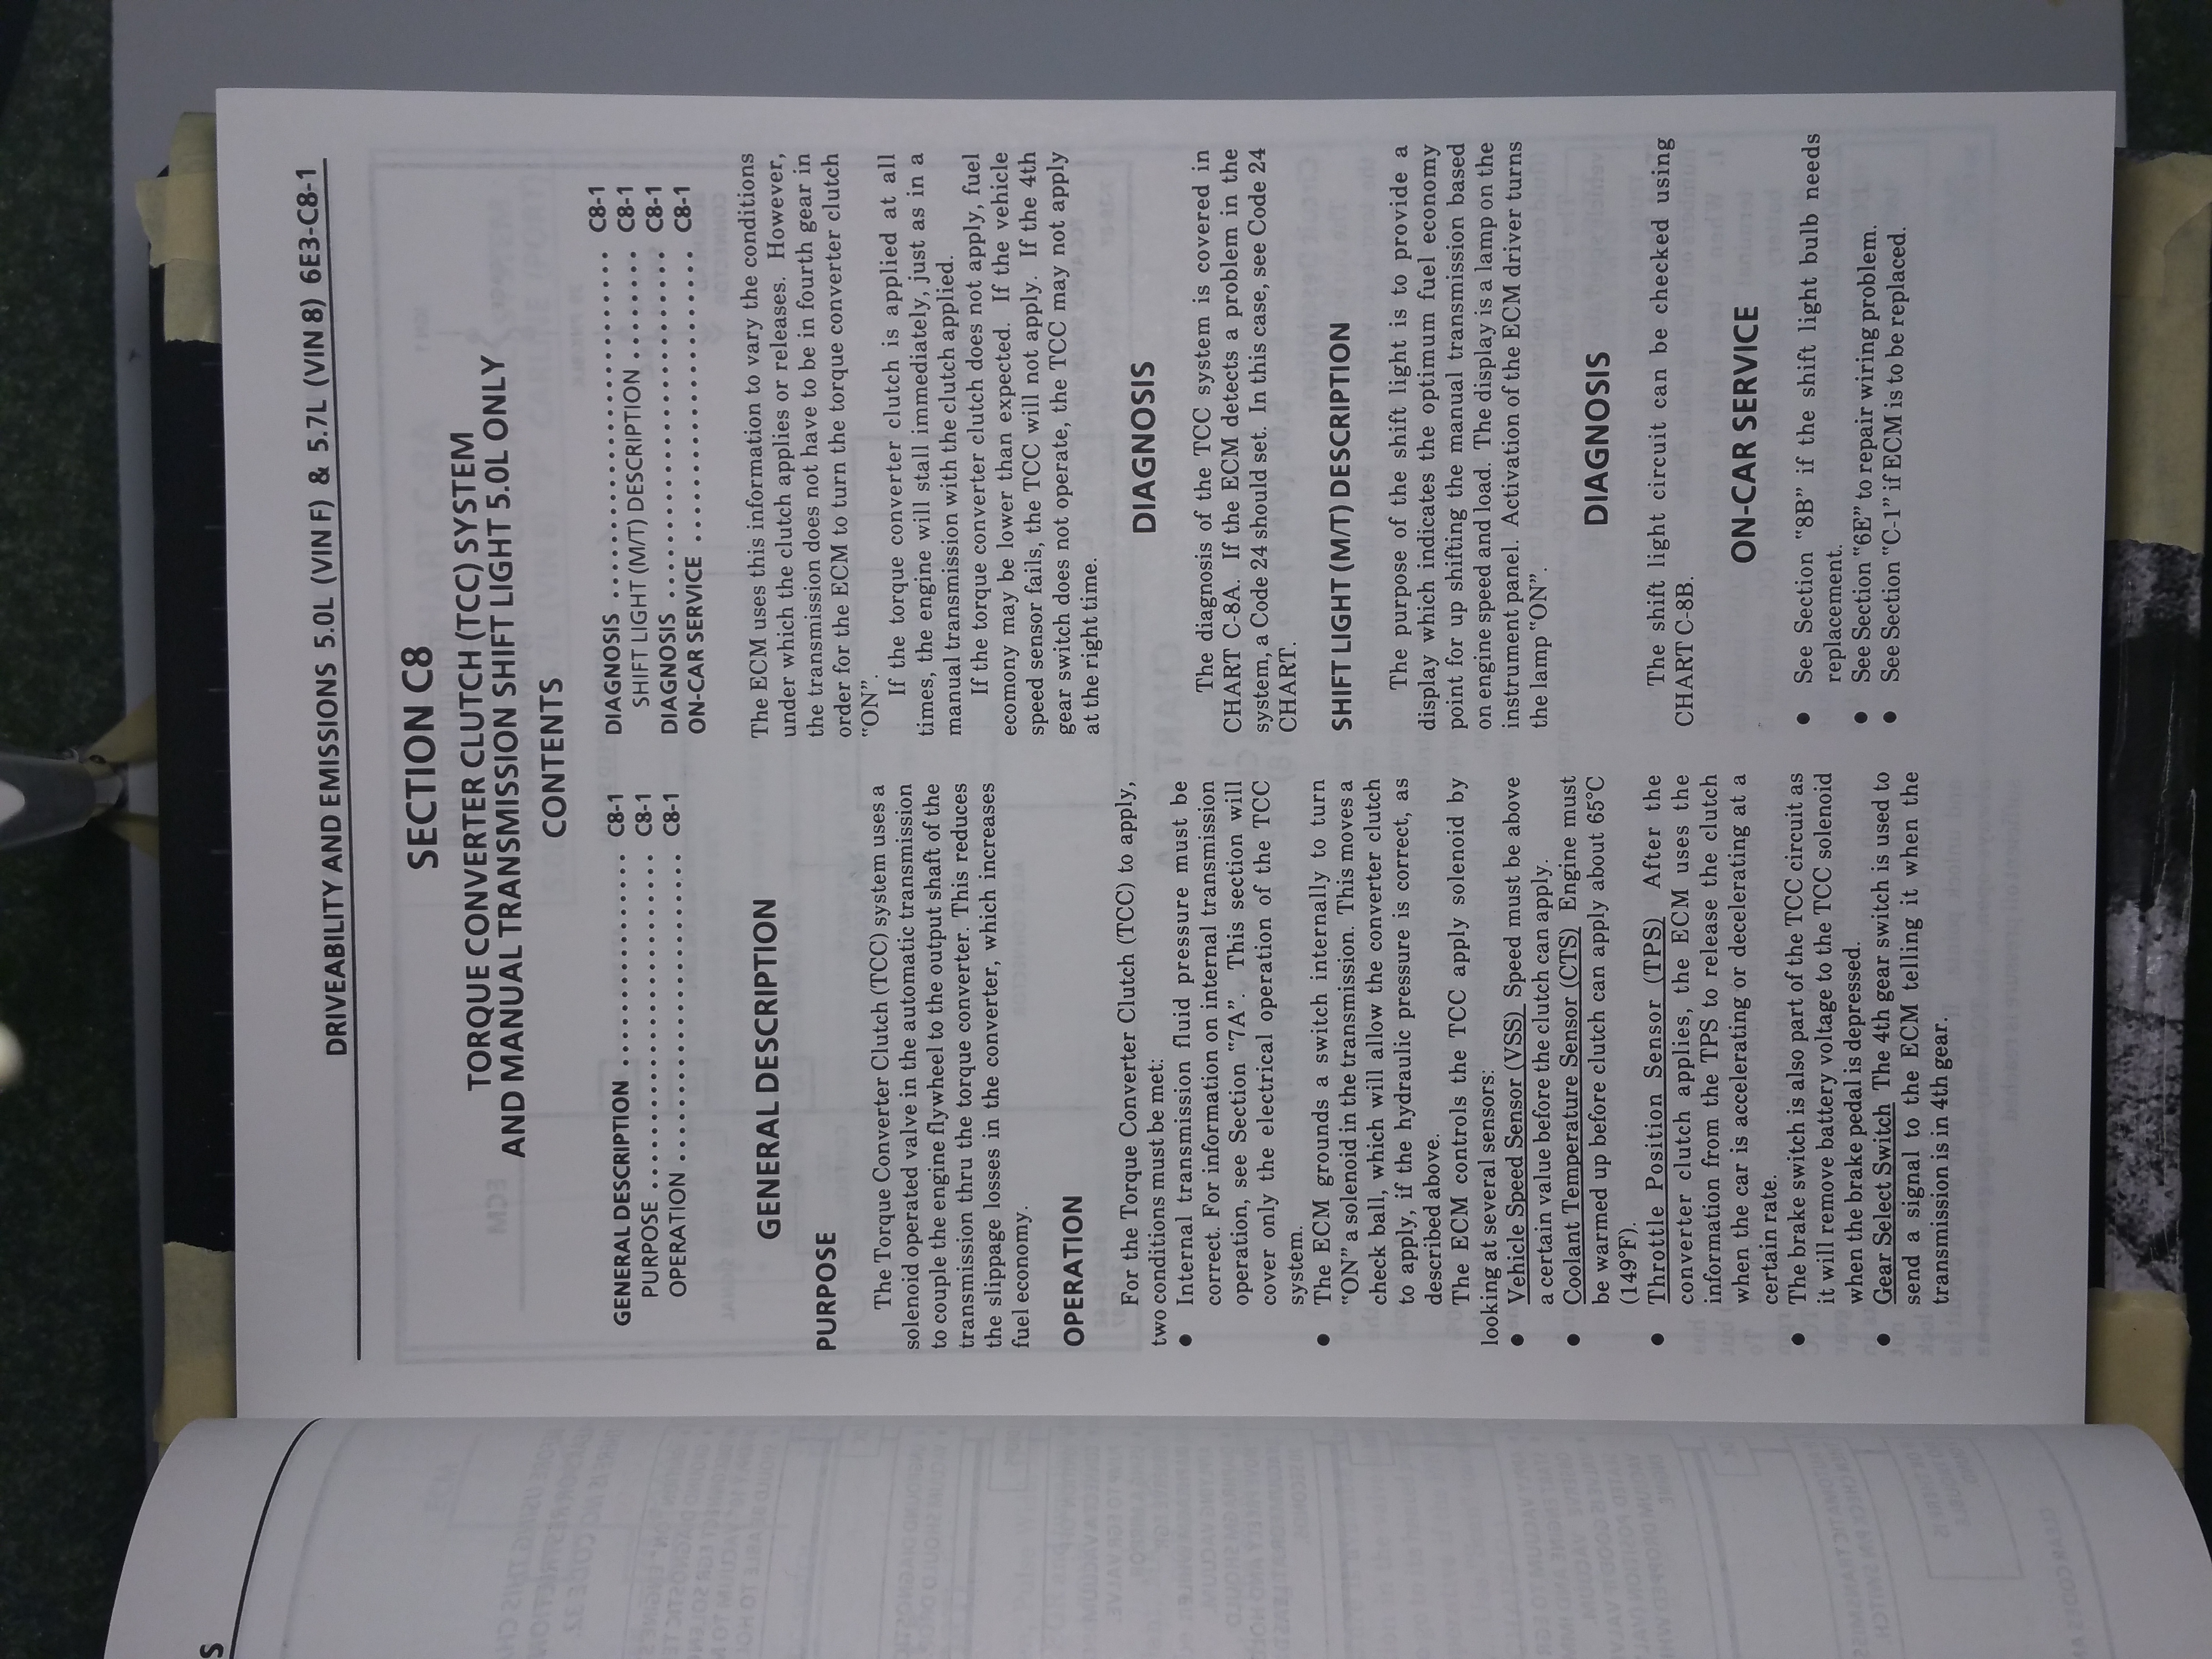 DRIVEABILITY AND EMISSIONS 5.0L (VIN F) & 5.7L (VIN 8) 6E3-C8-1
SECTION C8
TORQUE CONVERTER CLUTCH (TCC) SYSTEM
AND MANUAL TRANSMISSION SHIFT LIGHT 5.0L ONLY
CONTENTS
GENERAL DESCRIPTION .......................... C8-1
PURPOSE .................................... C8-1
OPERATION .................................. C8-1
DIAGNOSIS .................................... C8-1
SHIFT LIGHT (M/T) DESCRIPTION ......... C8-1
DIAGNOSIS .................................... C8-1
ON-CAR SERVICE .............................. C8-1
GENERAL DESCRIPTION
PURPOSE
The Torque Converter Clutch (TCC) system uses a
solenoid operated valve in the automatic transmission
to couple the engine flywheel to the output shaft of the
transmission thru the torque converter. This reduces
the slippage losses in the converter, which increases
fuel economy.
OPERATION
For the Torque Converter Clutch (TCC) to apply,
two conditions must be met:
● Internal transmission fluid pressure must be
correct. For information on internal transmission
operation, see Section "7A". This section will
cover only the electrical operation of the TCC
system.
● The ECM grounds a switch internally to turn
"ON" a solenoid in the transmission. This moves a
check ball, which will allow the converter clutch
to apply, if the hydraulic pressure is correct, as
described above.
The ECM controls the TCC apply solenoid by
looking at several sensors:
● Vehicle Speed Sensor (VSS) Speed must be above
a certain value before the clutch can apply.
● Coolant Temperature Sensor (CTS) Engine must
be warmed up before clutch can apply about 65°C
(149°F).
● Throttle Position Sensor (TPS) After the
converter clutch applies, the ECM uses the
information from the TPS to release the clutch
when the car is accelerating or decelerating at a
certain rate.
● The brake switch is also part of the TCC circuit as
it will remove battery voltage to the TCC solenoid
when the brake pedal is depressed.
● Gear Select Switch The 4th gear switch is used to
send a signal to the ECM telling it when the
transmission is in 4th gear.
The ECM uses this information to vary the conditions
under which the clutch applies or releases. However,
the transmission does not have to be in fourth gear in
order for the ECM to turn the torque converter clutch
"ON".
If the torque converter clutch is applied at all
times, the engine will stall immediately, just as in a
manual transmission with the clutch applied.
If the torque converter clutch does not apply, fuel
ecomony may be lower than expected. If the vehicle
speed sensor fails, the TCC will not apply. If the 4th
gear switch does not operate, the TCC may not apply
at the right time.
DIAGNOSIS
The diagnosis of the TCC system is covered in
CHART C-8A. If the ECM detects a problem in the
system, a Code 24 should set. In this case, see Code 24
CHART.
SHIFT LIGHT (M/T) DESCRIPTION
The purpose of the shift light is to provide a
display which indicates the optimum fuel economy
point for up shifting the manual transmission based
on engine speed and load. The display is a lamp on the
instrument panel. Activation of the ECM driver turns
the lamp "ON".
DIAGNOSIS
The shift light circuit can be checked using
CHART C-8B.
ON-CAR SERVICE
● See Section "8B" if the shift light bulb needs
replacement.
● See Section "6E" to repair wiring problem.
● See Section "C-1" if ECM is to be replaced.
S